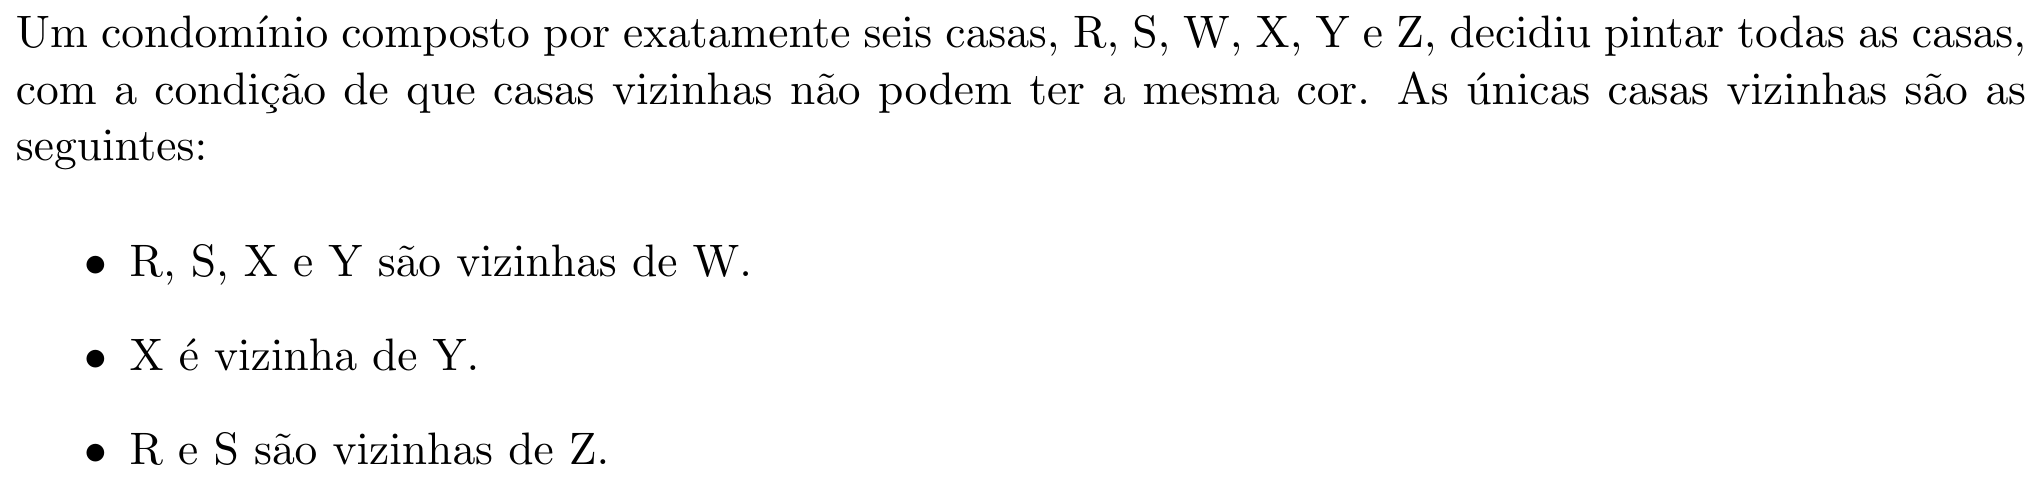 Um condomínio composto por exatamente seis casas, R, S, W, X, Y e Z, decidiu pintar todas as casas,
com a condição de que casas vizinhas não podem ter a mesma cor. As únicas casas vizinhas são as
seguintes:
• R, S, X e Y são vizinhas de W.
• X é vizinha de Y.
• R e S são vizinhas de Z.